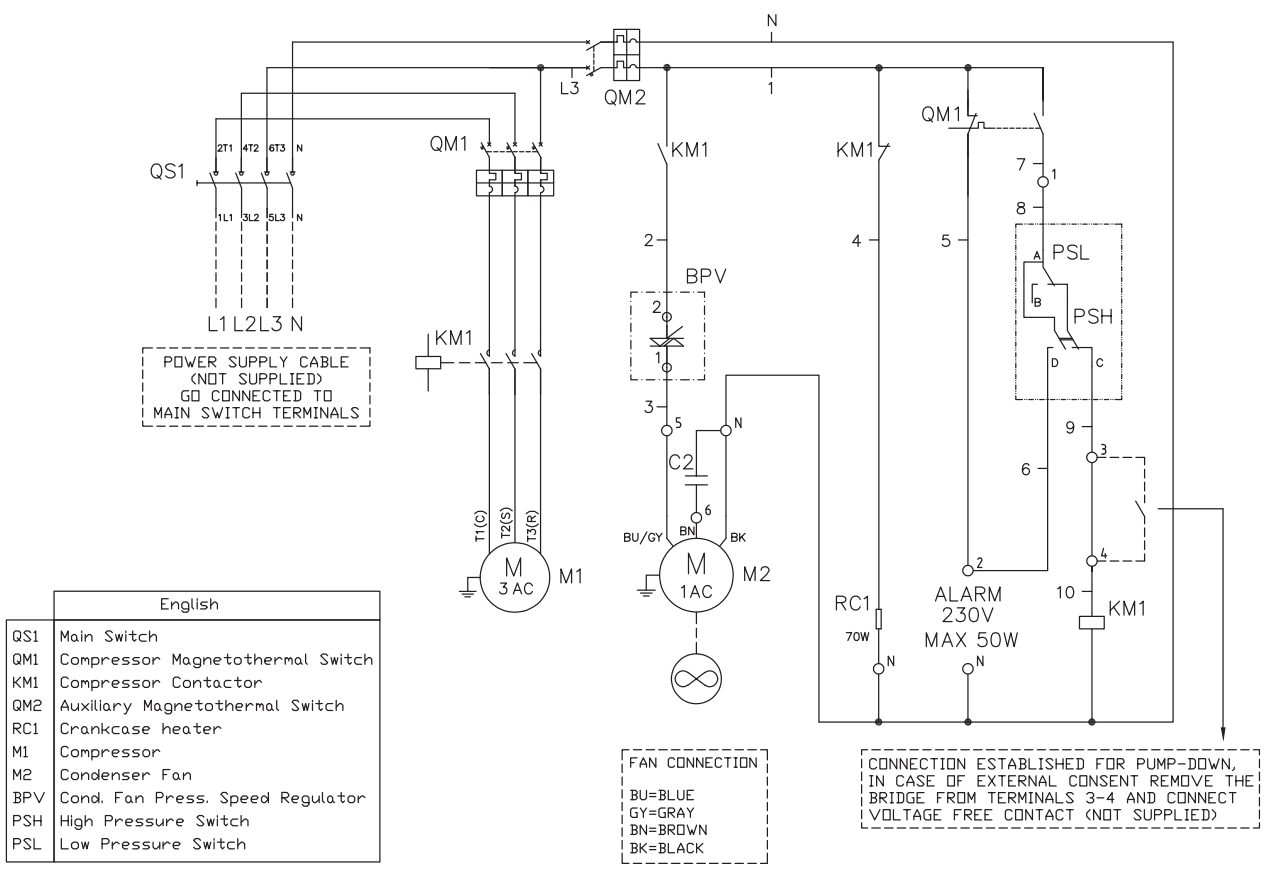 N
L3
QM2
1
QM1
KM1
KM1
QM1
7
1
8
2T1 4T2 6T3 N
QS1
1L1 3L2 5L3 N
2
4
5
A
PSL
B
PSH
D
C
BPV
2
1
L1 L2 L3 N
KM1
POWER SUPPLY CABLE
(NOT SUPPLIED)
GO CONNECTED TO
MAIN SWITCH TERMINALS
3
5
N
C2
6
9
3
6
T1(C) T2(S) T3(R)
BU/GY
BN
BK
4
M
3 AC
M1
M
1AC
M2
2
10
KM1
RC1
70W
N
ALARM
230V
MAX 50W
N
English
QS1 Main Switch
QM1 Compressor Magnetothermal Switch
KM1 Compressor Contactor
QM2 Auxiliary Magnetothermal Switch
RC1 Crankcase heater
M1 Compressor
M2 Condenser Fan
BPV Cond. Fan Press. Speed Regulator
PSH High Pressure Switch
PSL Low Pressure Switch
FAN CONNECTION
BU=BLUE
GY=GRAY
BN=BROWN
BK=BLACK
CONNECTION ESTABLISHED FOR PUMP-DOWN,
IN CASE OF EXTERNAL CONSENT REMOVE THE
BRIDGE FROM TERMINALS 3-4 AND CONNECT
VOLTAGE FREE CONTACT (NOT SUPPLIED)